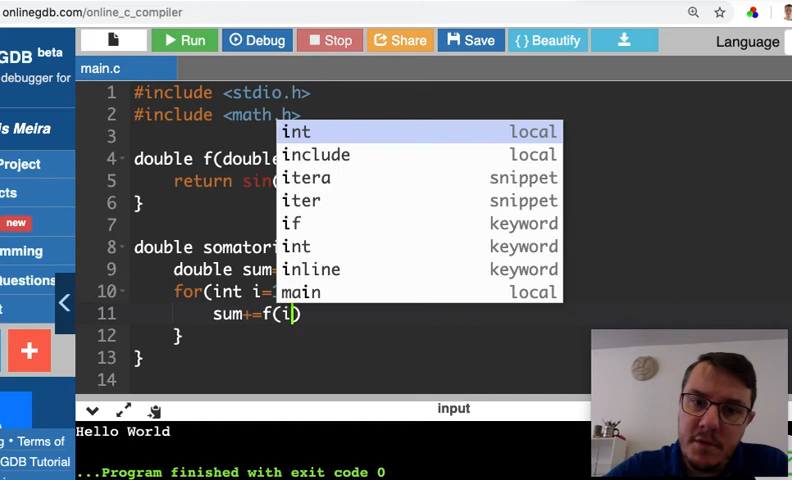 onlinegdb.com/online_c_compiler
GDB beta
debugger for
is Meira
Project
cts
new
mming
Questions
g • Terms of
GDB Tutorial
Run
Debug
Stop
Share
Save
{ } Beautify
Language
main.c
1 #include <stdio.h>
2 #include <math.h>
3
4 double f(double
5 return sin(
6 }
7
8 double somatori
9 double sum=
10 for(int i=1
11 sum+=f(i)
12 }
13 }
14
int local
include local
itera snippet
iter snippet
if keyword
int keyword
inline keyword
main local
input
Hello World
...Program finished with exit code 0